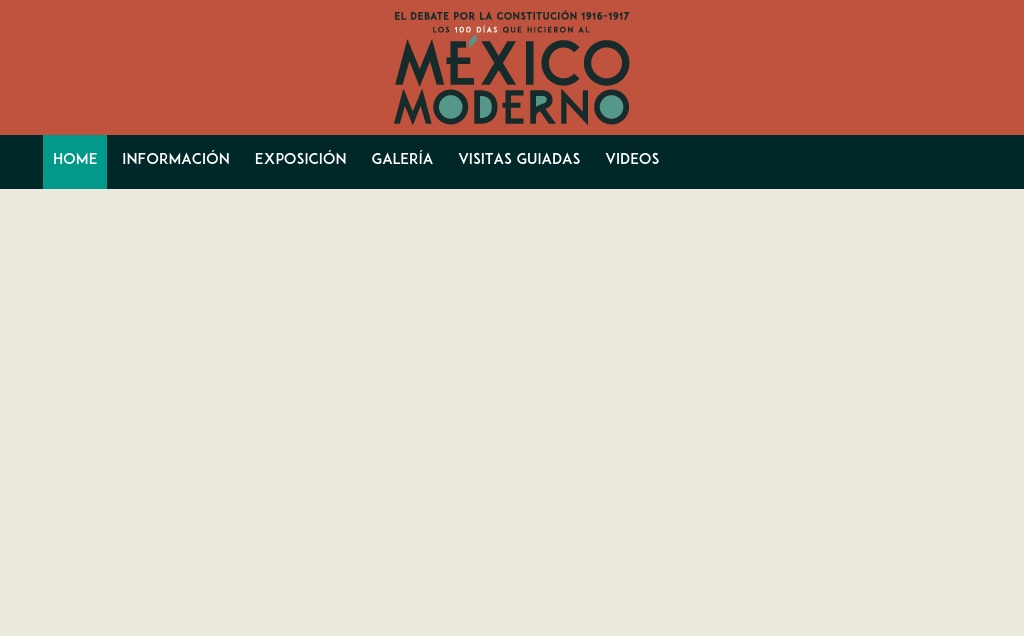 EL DEBATE POR LA CONSTITUCIÓN 1916-1917
LOS 100 DÍAS QUE HICIERON AL
MÉXICO
MODERNO
HOME INFORMACIÓN EXPOSICIÓN GALERÍA VISITAS GUIADAS VIDEOS